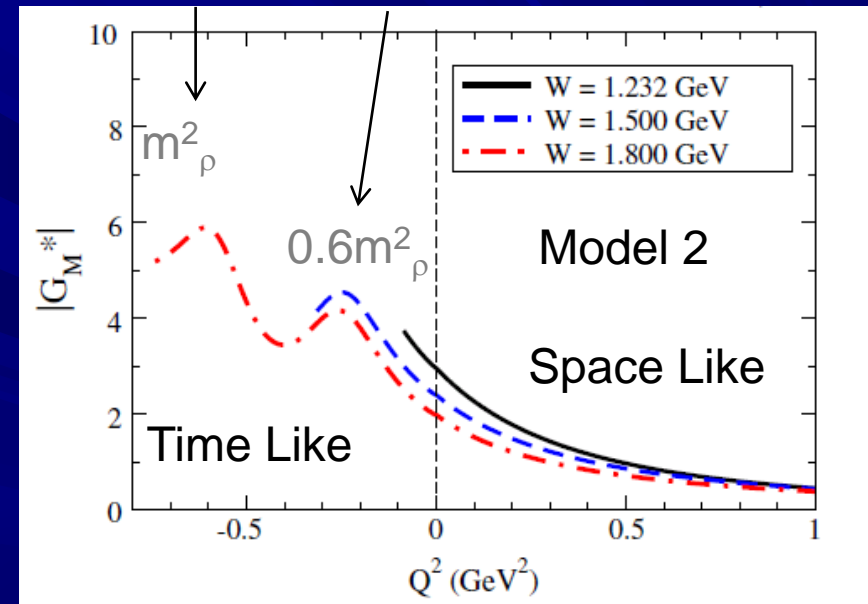 10
8
6
4
2
0
|G_M*|
W = 1.232 GeV
W = 1.500 GeV
W = 1.800 GeV
m²ρ
0.6m²ρ
Model 2
Space Like
Time Like
-0.5
0
0.5
1
Q² (GeV²)